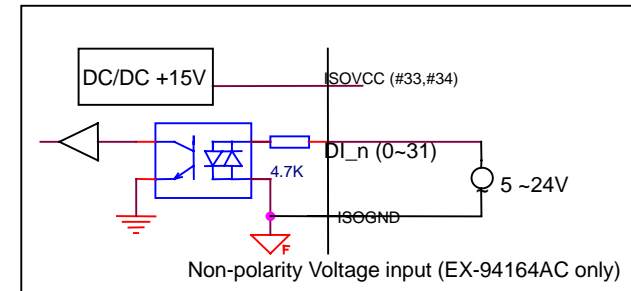 DC/DC +15V
ISOVCC (#33,#34)
DI_n (0~31)
4.7K
5 ~24V
ISOGND
F
Non-polarity Voltage input (EX-94164AC only)